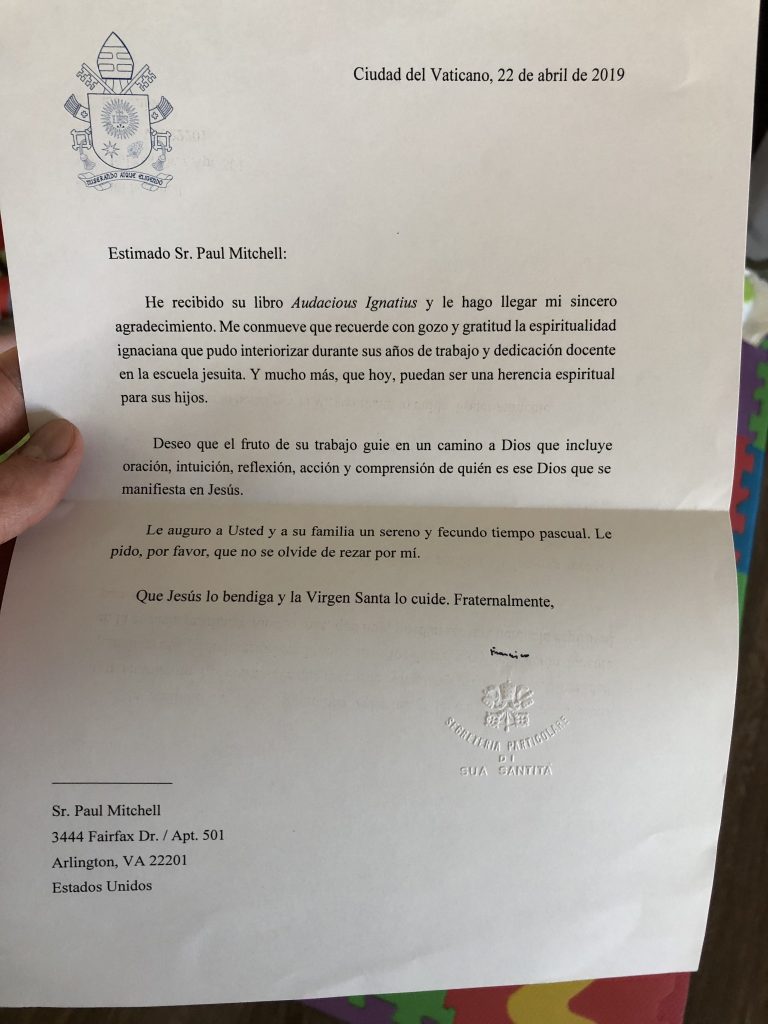 Ciudad del Vaticano, 22 de abril de 2019
MISERANDO ATQUE ELIGENDO
Estimado Sr. Paul Mitchell:
He recibido su libro Audacious Ignatius y le hago llegar mi sincero
agradecimiento. Me conmueve que recuerde con gozo y gratitud la espiritualidad
ignaciana que pudo interiorizar durante sus años de trabajo y dedicación docente
en la escuela jesuita. Y mucho más, que hoy, puedan ser una herencia espiritual
para sus hijos.
Deseo que el fruto de su trabajo guie en un camino a Dios que incluye
oración, intuición, reflexión, acción y comprensión de quién es ese Dios que se
manifiesta en Jesús.
Le auguro a Usted y a su familia un sereno y fecundo tiempo pascual. Le
pido, por favor, que no se olvide de rezar por mí.
Que Jesús lo bendiga y la Virgen Santa lo cuide. Fraternalmente,
Francisco
SEGRETERIA PARTICOLARE
DI
SUA SANTITÀ
Sr. Paul Mitchell
3444 Fairfax Dr. / Apt. 501
Arlington, VA 22201
Estados Unidos